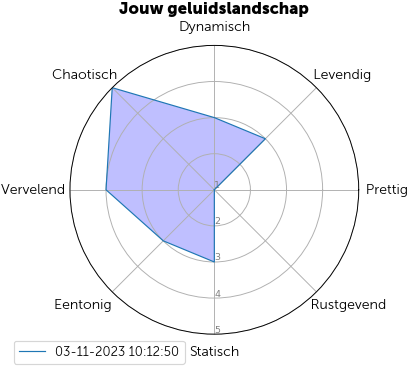 Jouw geluidslandschap
Dynamisch
Chaotisch
Levendig
Vervelend
1
Prettig
2
3
4
Eentonig
Rustgevend
5
03-11-2023 10:12:50
Statisch